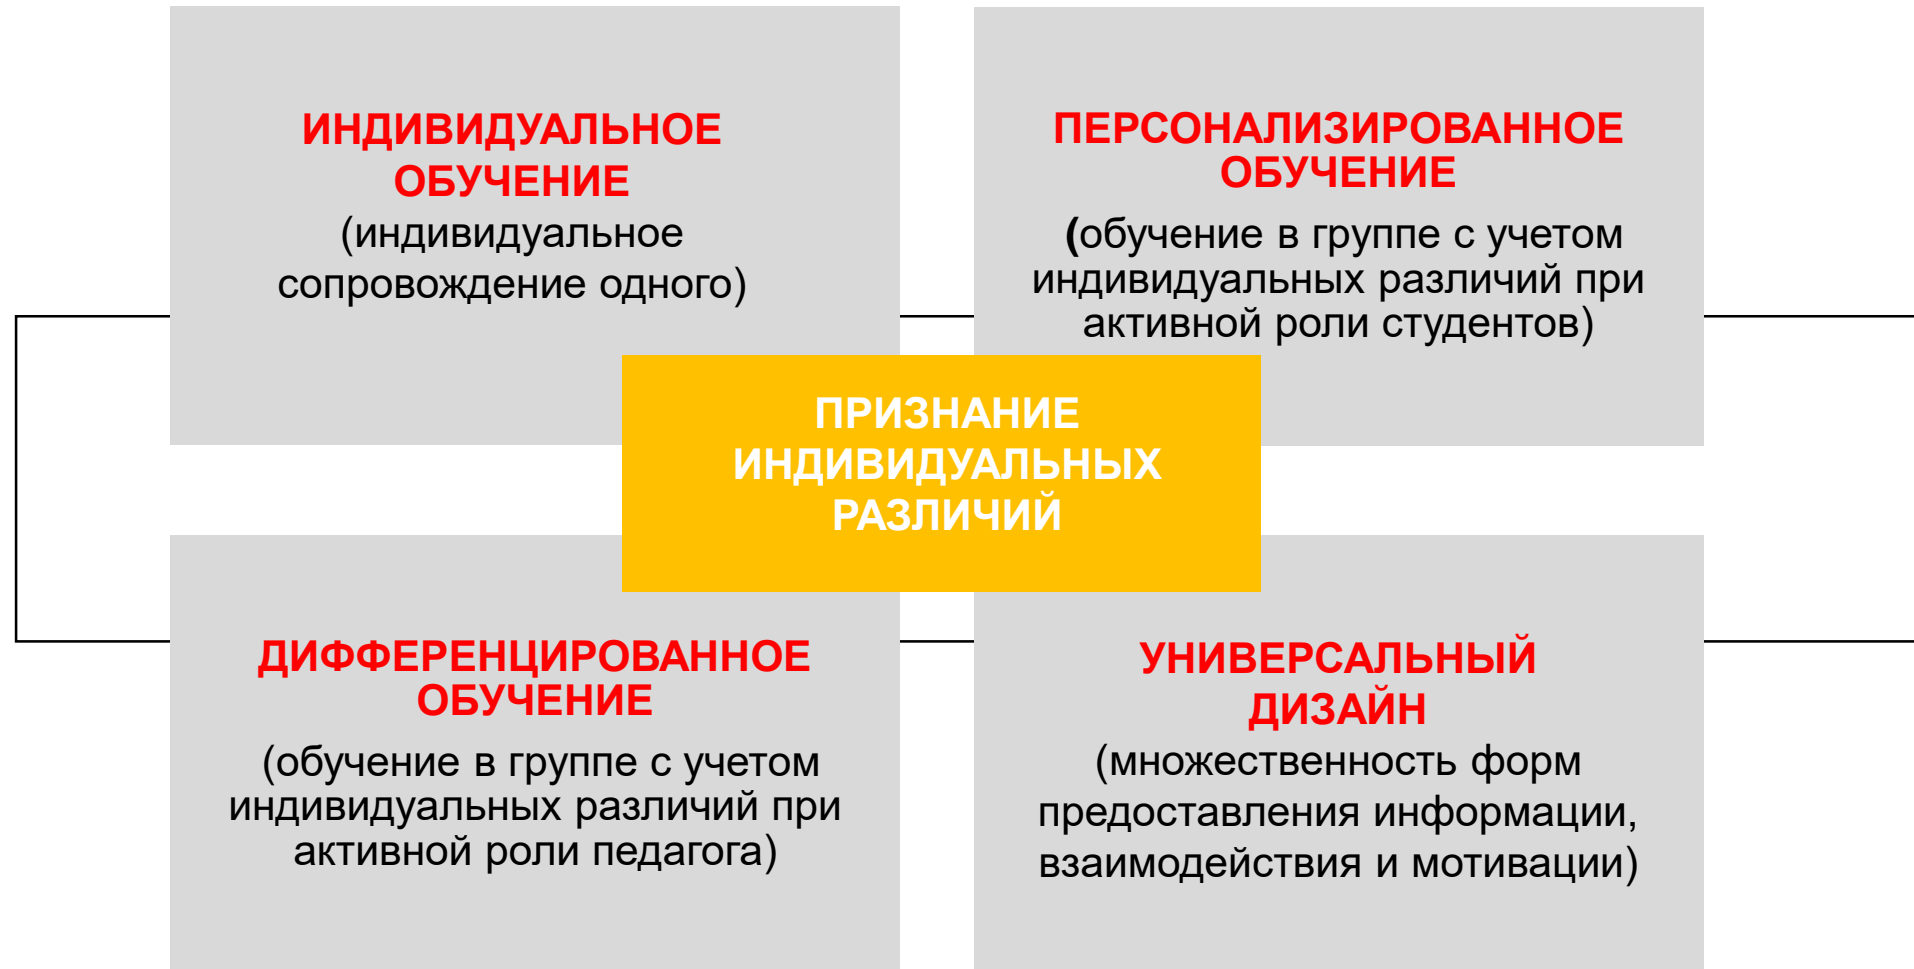 ИНДИВИДУАЛЬНОЕ
ОБУЧЕНИЕ
(индивидуальное
сопровождение одного)
ПЕРСОНАЛИЗИРОВАННОЕ
ОБУЧЕНИЕ
(обучение в группе с учетом
индивидуальных различий при
активной роли студентов)
ПРИЗНАНИЕ
ИНДИВИДУАЛЬНЫХ
РАЗЛИЧИЙ
ДИФФЕРЕНЦИРОВАННОЕ
ОБУЧЕНИЕ
(обучение в группе с учетом
индивидуальных различий при
активной роли педагога)
УНИВЕРСАЛЬНЫЙ
ДИЗАЙН
(множественность форм
предоставления информации,
взаимодействия и мотивации)